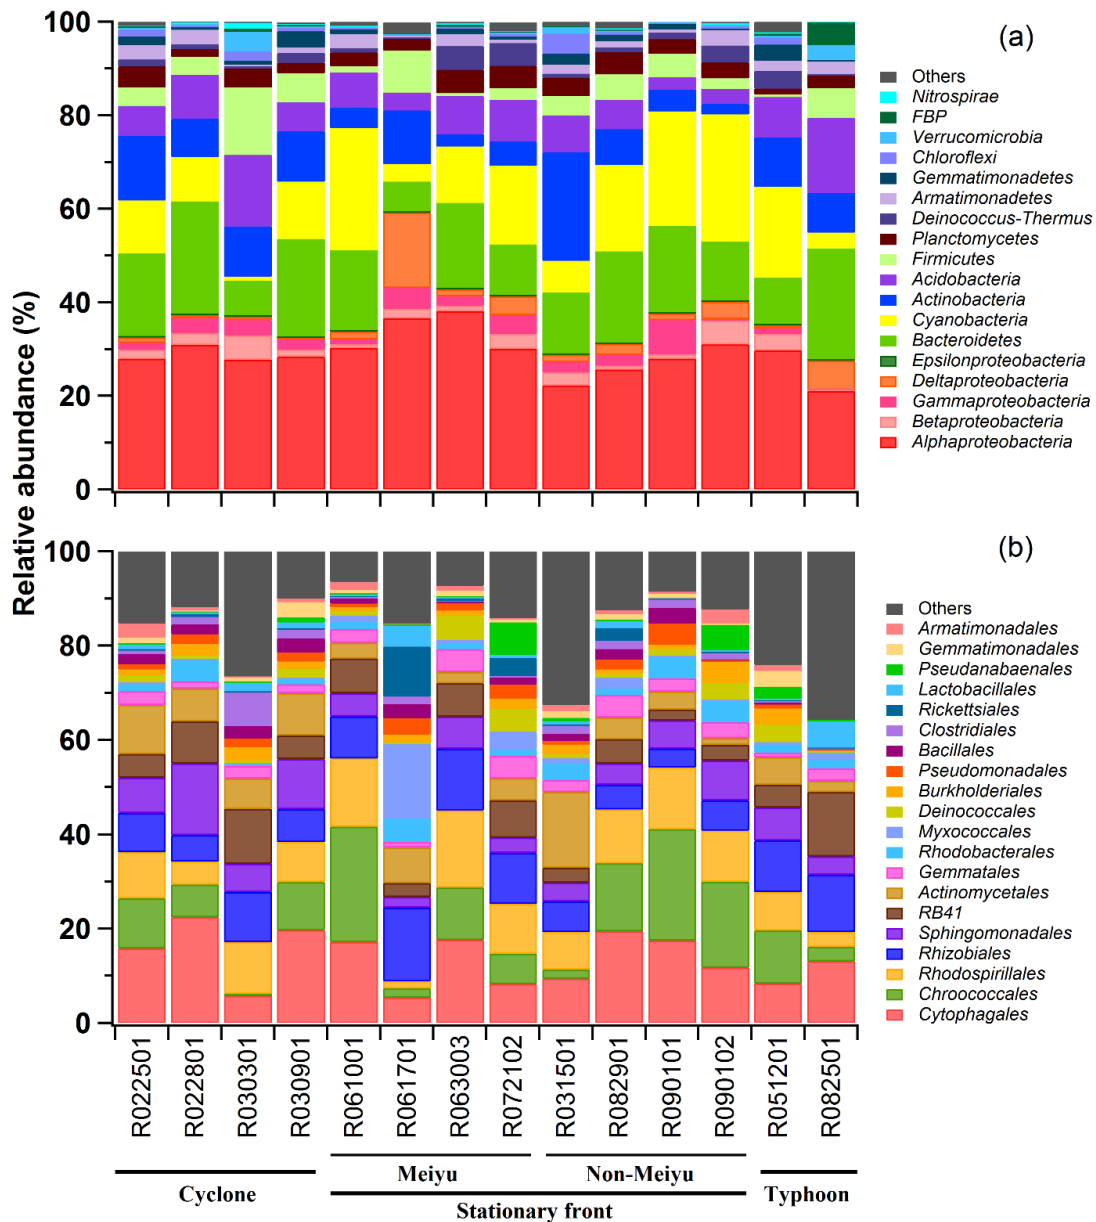 Relative abundance (%)
(a)
100
80
60
40
20
0
Others
Nitrospirae
FBP
Verrucomicrobia
Chloroflexi
Gemmatimonadetes
Armatimonadetes
Deinococcus-Thermus
Planctomycetes
Firmicutes
Acidobacteria
Actinobacteria
Cyanobacteria
Bacteroidetes
Epsilonproteobacteria
Deltaproteobacteria
Gammaproteobacteria
Betaproteobacteria
Alphaproteobacteria
(b)
100
80
60
40
20
0
Others
Armatimonadales
Gemmatimonadales
Pseudanabaenales
Lactobacillales
Rickettsiales
Clostridiales
Bacillales
Pseudomonadales
Burkholderiales
Deinococcales
Myxococcales
Rhodobacterales
Gemmatales
Actinomycetales
RB41
Sphingomonadales
Rhizobiales
Rhodospirillales
Chroococcales
Cytophagales
R022501
R022801
R030301
R030901
R061001
R061701
R063003
R072102
R031501
R082901
R090101
R090102
R051201
R082501
Meiyu
Non-Meiyu
Cyclone
Typhoon
Stationary front